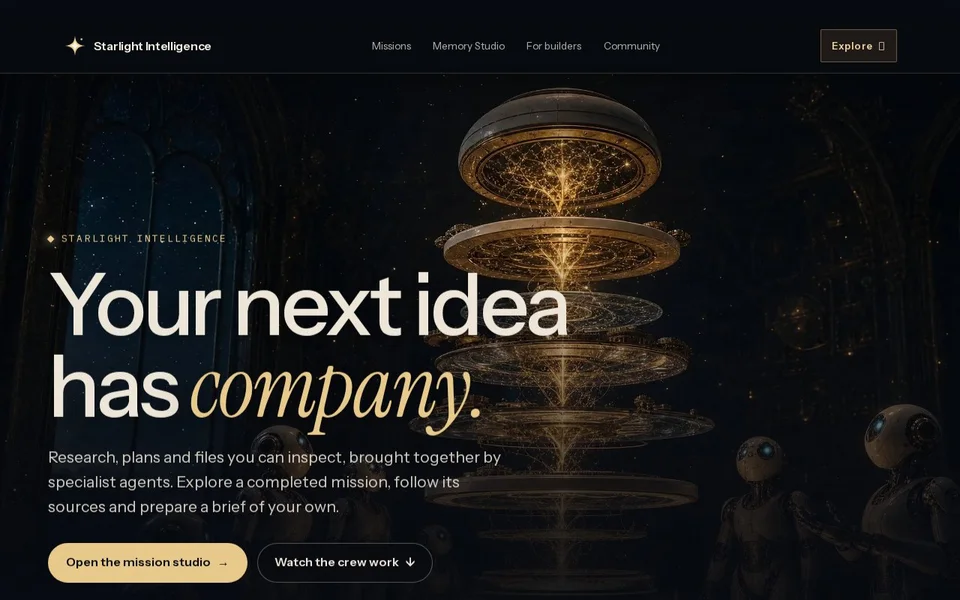 Starlight Intelligence
Missions
Memory Studio
For builders
Community
Explore
STARLIGHT INTELLIGENCE
Your next idea
has company.
Research, plans and files you can inspect, brought together by
specialist agents. Explore a completed mission, follow its
sources and prepare a brief of your own.
Open the mission studio →
Watch the crew work ↓